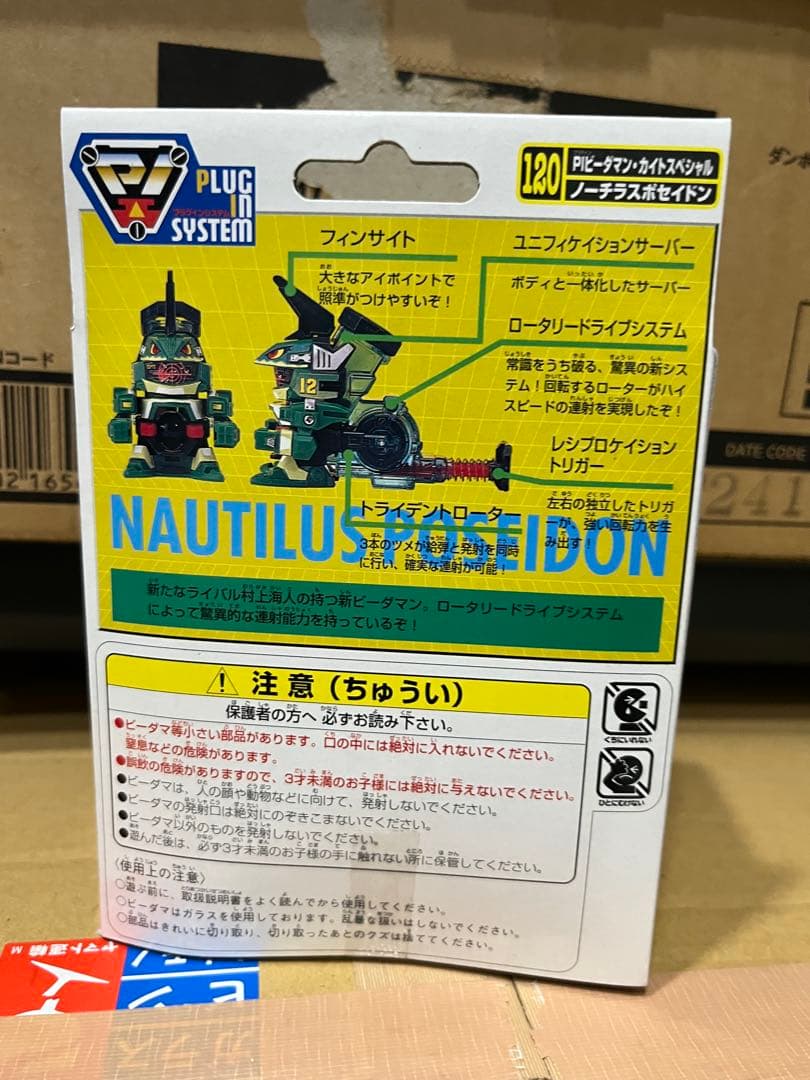 PLUG
IN
SYSTEM
プラグインシステム
PI
120
PIビーダマン・カイトスペシャル
ノーチラスポセイドン
フィンサイト
大きなアイポイントで
照準がつけやすいぞ！
ユニフィケイションサーバー
ボディと一体化したサーバー
ロータリードライブシステム
常識をうち破る、驚異の新シス
テム！回転するローターがハイ
スピードの連射を実現したぞ！
レシプロケイション
トリガー
左右の独立したトリガ
ーが、強い回転力を生
み出す！
トライデントローター
3本のツメが給弾と発射を同時
に行い、確実な連射が可能！
12
NAUTILUS POSEIDON
新たなライバル村上海人の持つ新ビーダマン。ロータリードライブシステム
によって驚異的な連射能力を持っているぞ！
注意（ちゅうい）
保護者の方へ 必ずお読み下さい。
●ビーダマ等小さい部品があります。口の中には絶対に入れないでください。
窒息などの危険があります。
●誤飲の危険がありますので、3才未満のお子様には絶対に与えないでください。
●ビーダマは、人の顔や動物などに向けて、発射しないでください。
●ビーダマの発射口は絶対にのぞきこまないでください。
●ビーダマ以外のものを発射しないでください。
●遊んだ後は、必ず3才未満のお子様の手に触れない所に保管してください。
〈使用上の注意〉
○遊ぶ前に、取扱説明書をよく読んでから使用してください。
○ビーダマはガラスを使用しております。乱暴な扱いはしないでください。
○部品はきれいに切り取り、切り取ったあとのクズは捨ててください。
くちにいれない
ひとにむけない
コード
DATE CODE
ヤマト運輸